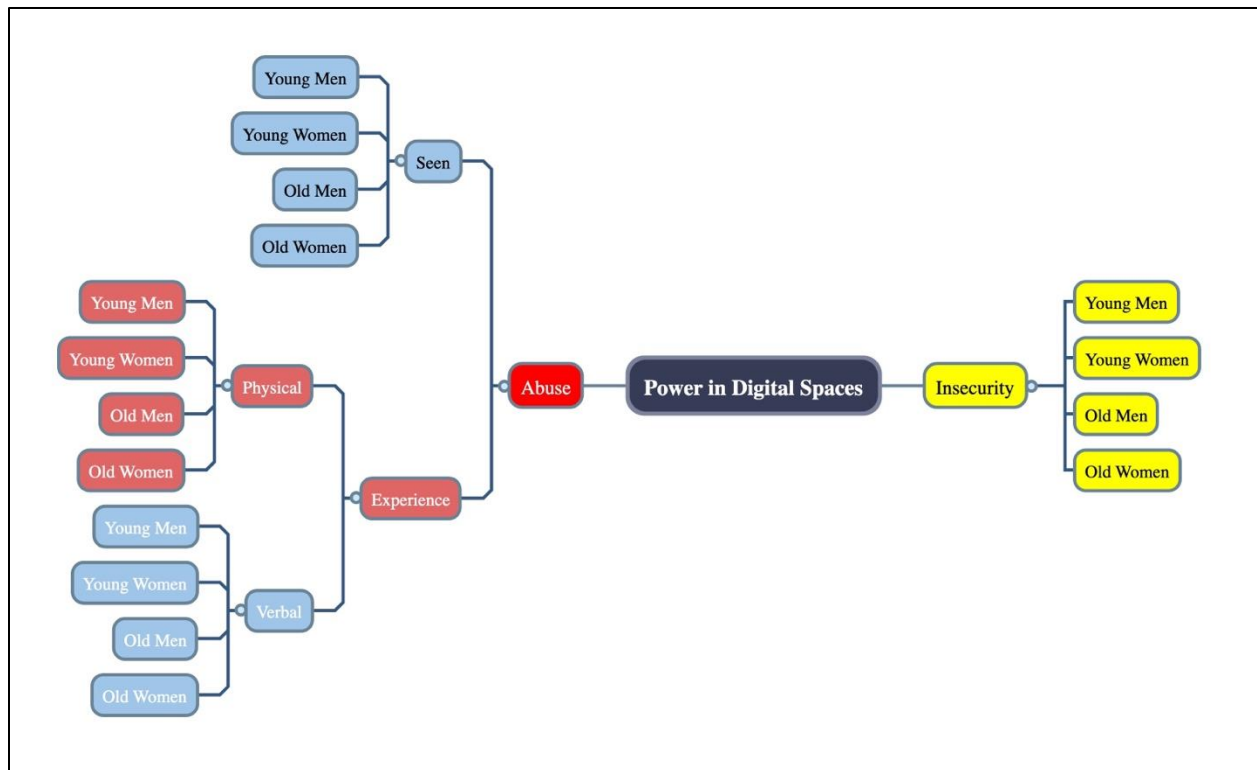 Young Men
Young Women
Old Men
Old Women
Seen
Young Men
Young Women
Old Men
Old Women
Physical
Young Men
Young Women
Old Men
Old Women
Verbal
Experience
Abuse
Power in Digital Spaces
Insecurity
Young Men
Young Women
Old Men
Old Women